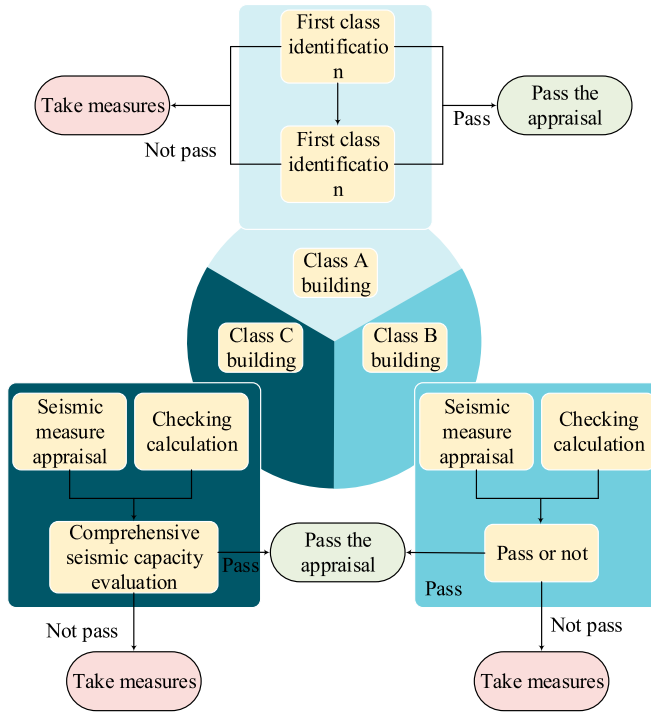 First class
identificatio
n
Take measures
Pass the
appraisal
Pass
Not pass
First class
identificatio
n
Class A
building
Class C
building
Class B
building
Seismic
measure
appraisal
Checking
calculation
Seismic
measure
appraisal
Checking
calculation
Comprehensive
seismic capacity
evaluation
Pass
Pass the
appraisal
Pass or not
Pass
Not pass
Not pass
Take measures
Take measures